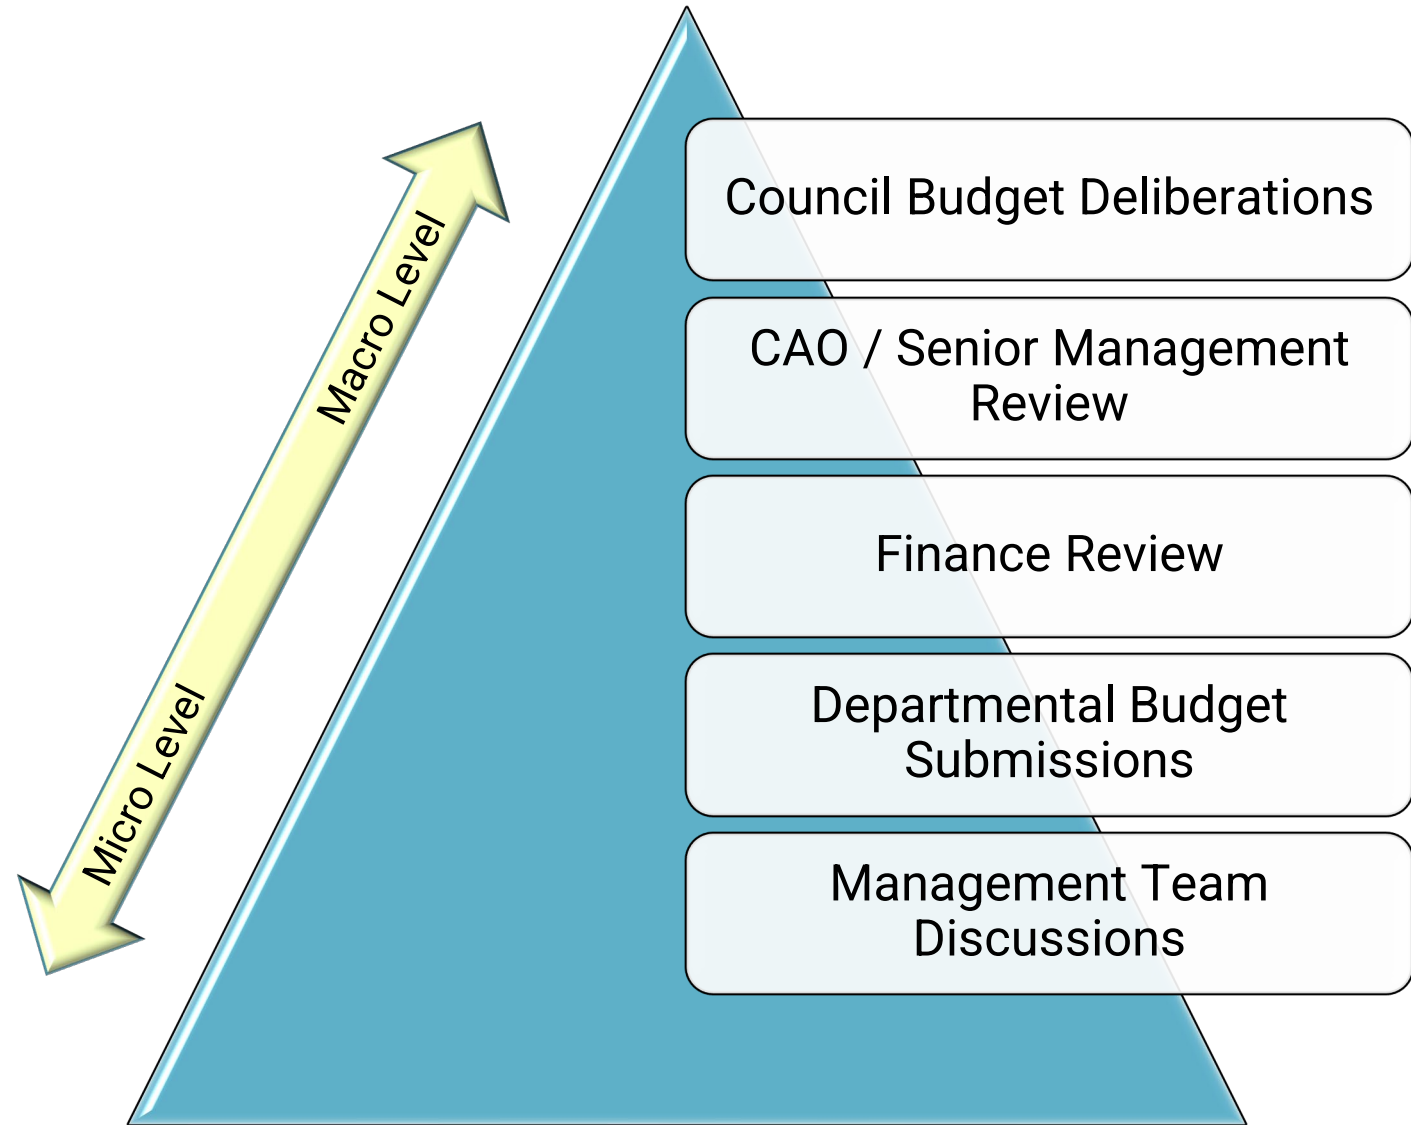 Council Budget Deliberations
CAO / Senior Management
Review
Finance Review
Departmental Budget
Submissions
Management Team
Discussions
Macro Level
Micro Level